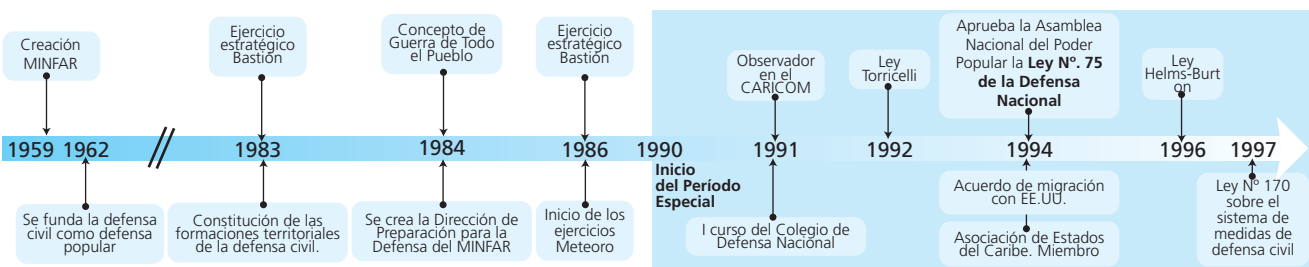 Creación
MINFAR
Ejercicio
estratégico
Bastión
Concepto de
Guerra de Todo
el Pueblo
Ejercicio
estratégico
Bastión
Observador
en el
CARICOM
Ley
Torricelli
Aprueba la Asamblea
Nacional del Poder
Popular la Ley Nº. 75
de la Defensa
Nacional
Ley
Helms-Burt
on
1959 1962 // 1983 1984 1986 1990 1991 1992 1994 1996 1997
Inicio
del Período
Especial
Se funda la defensa
civil como defensa
popular
Constitución de las
formaciones territoriales
de la defensa civil.
Se crea la Dirección de
Preparación para la
Defensa del MINFAR
Inicio de los
ejercicios
Meteoro
I curso del Colegio de
Defensa Nacional
Acuerdo de migración
con EE.UU.
Asociación de Estados
del Caribe. Miembro
Ley Nº 170
sobre el
sistema de
medidas de
defensa civil